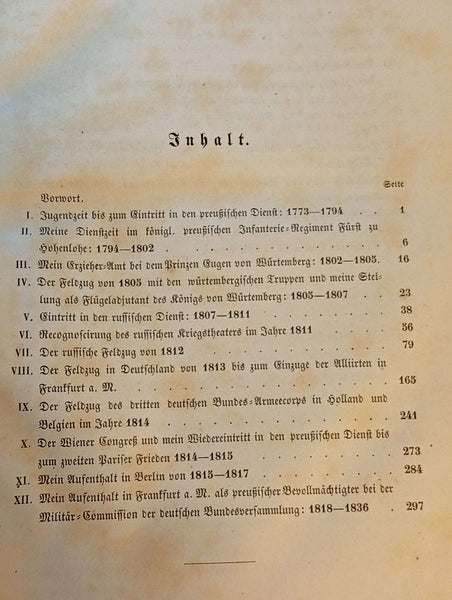 Inhalt.
Seite
Vorwort.
I. Jugendzeit bis zum Eintritt in den preußischen Dienst: 1773—1794 . . 1
II. Meine Dienstzeit im königl. preußischen Infanterie-Regiment Fürst zu
Hohenlohe: 1794—1802 . . . . . . . . . . 6
III. Mein Erzieher-Amt bei dem Prinzen Eugen von Würtemberg: 1802—1805. 16
IV. Der Feldzug von 1805 mit den würtembergischen Truppen und meine Stel-
lung als Flügeladjutant des Königs von Würtemberg: 1805—1807 . . 23
V. Eintritt in den russischen Dienst: 1807—1811 . . . . . . 38
VI. Recognoscirung des russischen Kriegstheaters im Jahre 1811 . . . 56
VII. Der russische Feldzug von 1812 . . . . . . . . 79
VIII. Der Feldzug in Deutschland von 1813 bis zum Einzuge der Alliirten in
Frankfurt a. M. . . . . . . . . . . . 165
IX. Der Feldzug des dritten deutschen Bundes-Armeecorps in Holland und
Belgien im Jahre 1814 . . . . . . . . . 241
X. Der Wiener Congreß und mein Wiedereintritt in den preußischen Dienst bis
zum zweiten Pariser Frieden 1814—1815 . . . . . . 273
XI. Mein Aufenthalt in Berlin von 1815—1817 . . . . . . 284
XII. Mein Aufenthalt in Frankfurt a. M. als preußischer Bevollmächtigter bei der
Militär-Commission der deutschen Bundesversammlung: 1818—1836 . 297